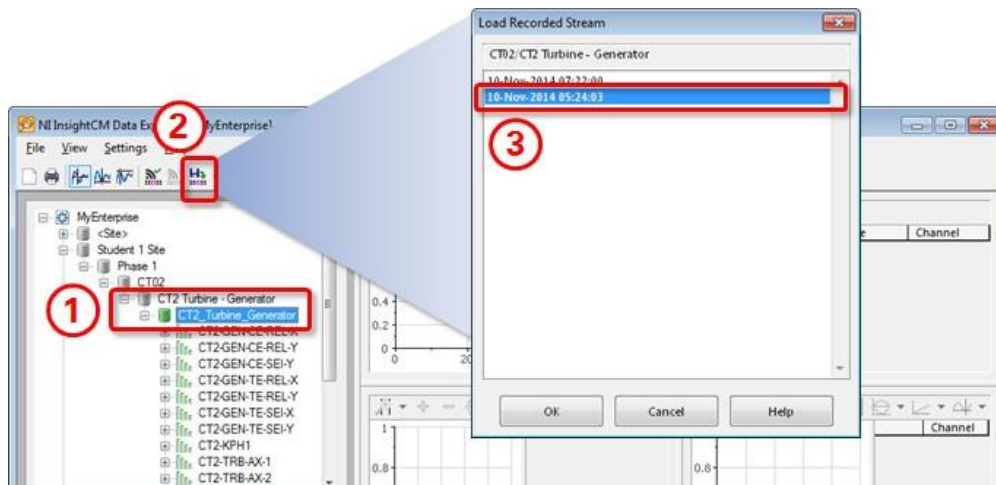 Load Recorded Stream
CT02/CT2 Turbine - Generator
10-Nov-2014 07:22:00
10-Nov-2014 05:24:03
3
OK Cancel Help
2
NI InsightCM Data MyEnterprise
File View Settings
MyEnterprise
<Site>
Student 1 Site
Phase 1
CT02
1
CT2 Turbine - Generator
CT2_Turbine_Generator
CT2-GEN-CE-REL-X
CT2-GEN-CE-REL-Y
CT2-GEN-CE-SEI-Y
CT2-GEN-TE-REL-X
CT2-GEN-TE-REL-Y
CT2-GEN-TE-SEI-X
CT2-GEN-TE-SEI-Y
CT2-KPH1
CT2-TRB-AX-1
CT2-TRB-AX-2
Channel
0.4
0.2
0
0
Channel
1
0.8
0.8